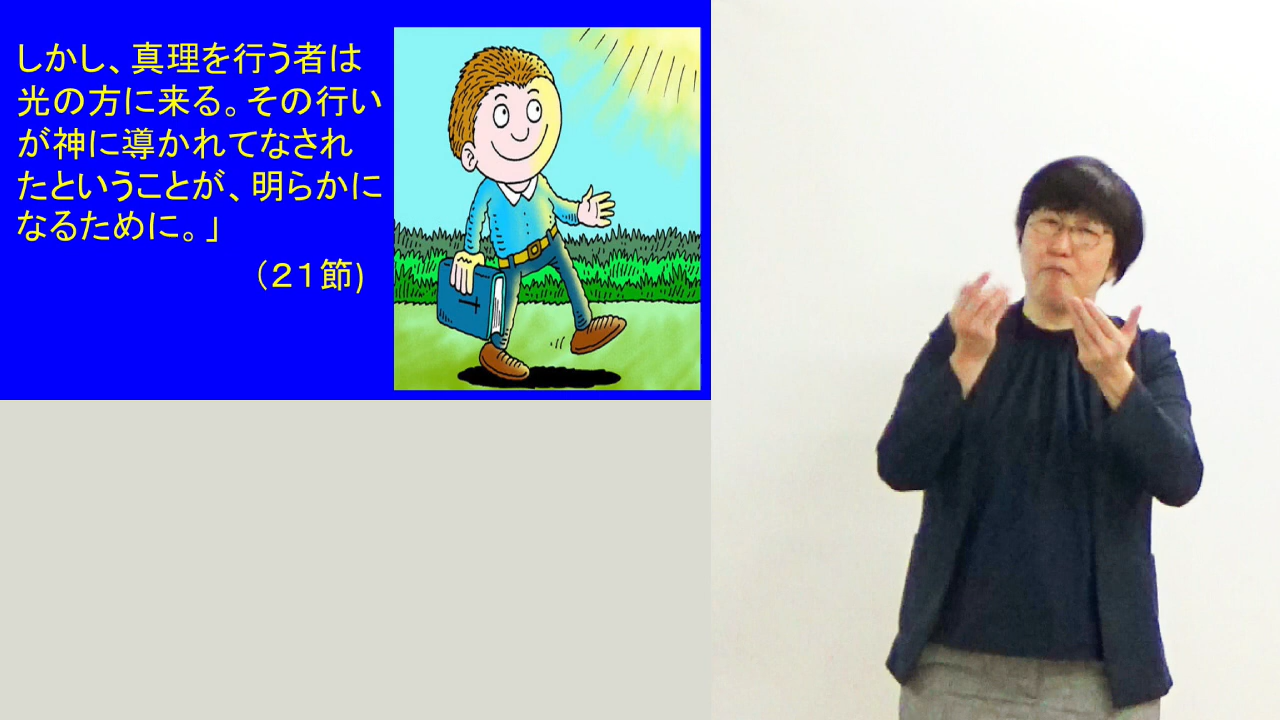 しかし、真理を行う者は
光の方に来る。その行い
が神に導かれてなされ
たということが、明らかに
なるために。」
（２１節)